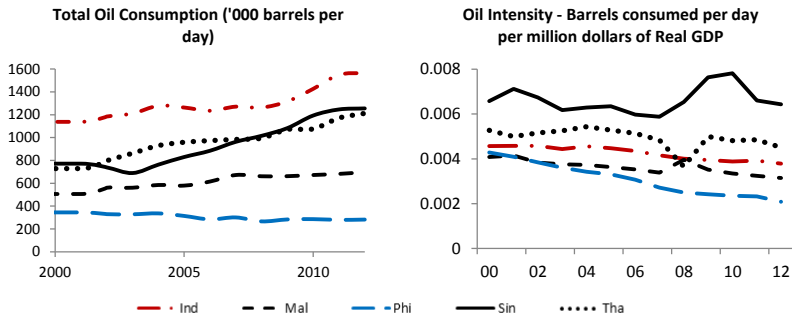 Total Oil Consumption ('000 barrels per
day)
1600
1400
1200
1000
800
600
400
200
0
2000 2005 2010
Oil Intensity - Barrels consumed per day
per million dollars of Real GDP
0.008
0.006
0.004
0.002
0
00 02 04 06 08 10 12
Ind Mal Phi Sin Tha